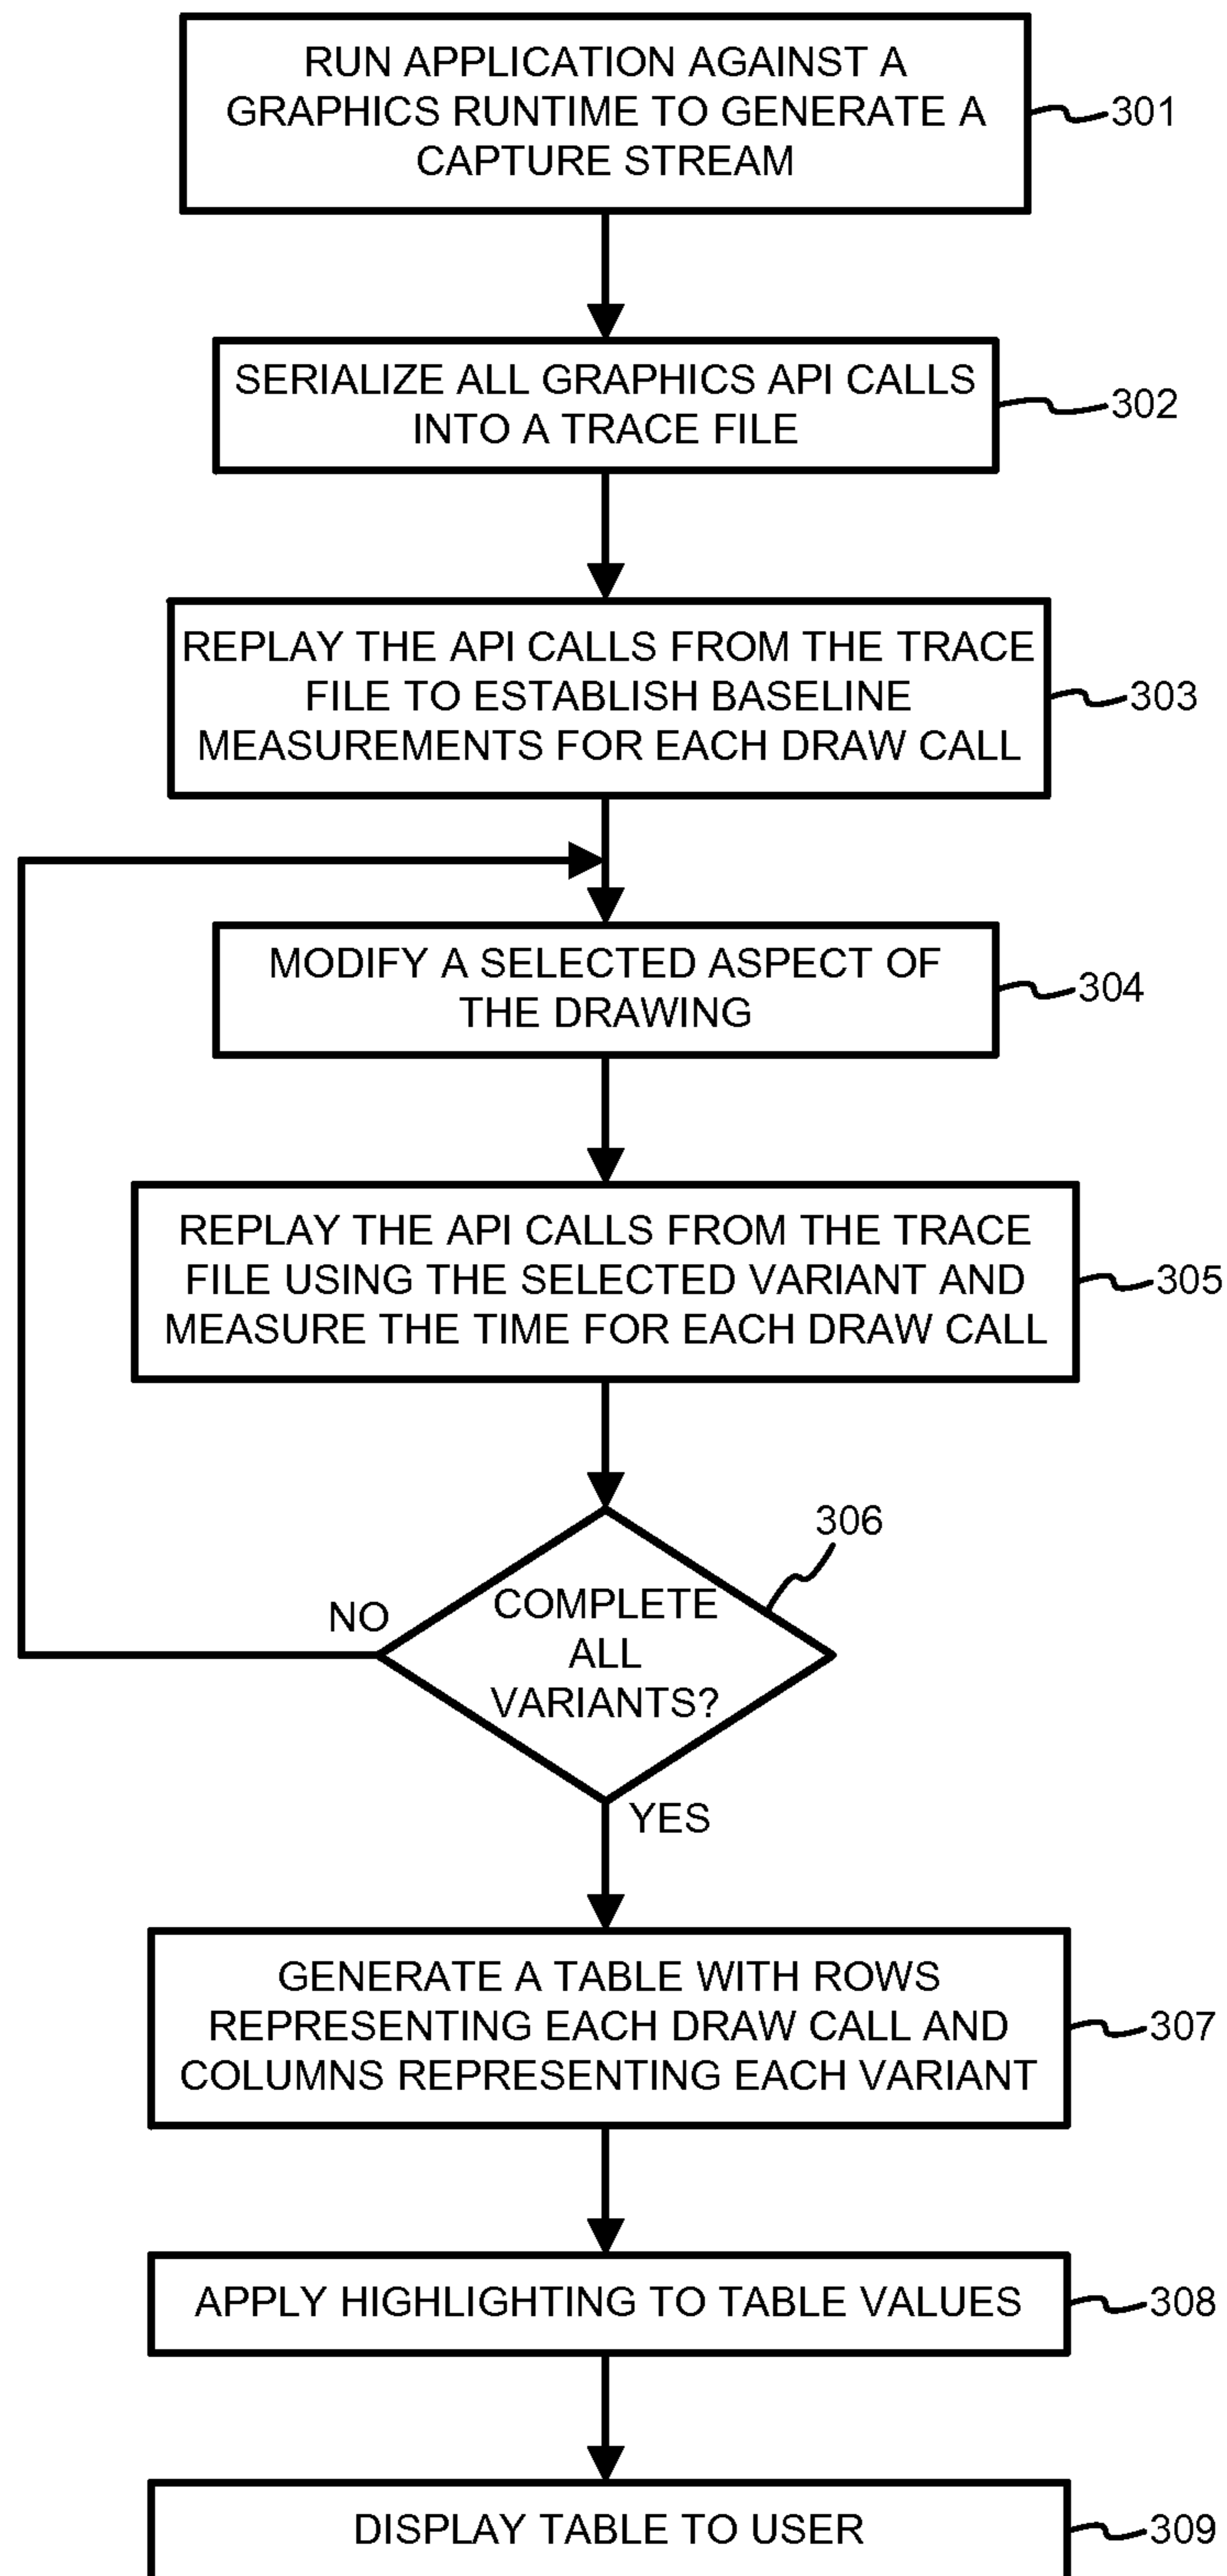 RUN APPLICATION AGAINST A
GRAPHICS RUNTIME TO GENERATE A
CAPTURE STREAM
301
SERIALIZE ALL GRAPHICS API CALLS
INTO A TRACE FILE
302
REPLAY THE API CALLS FROM THE TRACE
FILE TO ESTABLISH BASELINE
MEASUREMENTS FOR EACH DRAW CALL
303
MODIFY A SELECTED ASPECT OF
THE DRAWING
304
REPLAY THE API CALLS FROM THE TRACE
FILE USING THE SELECTED VARIANT AND
MEASURE THE TIME FOR EACH DRAW CALL
305
306
NO
COMPLETE
ALL
VARIANTS?
YES
GENERATE A TABLE WITH ROWS
REPRESENTING EACH DRAW CALL AND
COLUMNS REPRESENTING EACH VARIANT
307
APPLY HIGHLIGHTING TO TABLE VALUES
308
DISPLAY TABLE TO USER
309